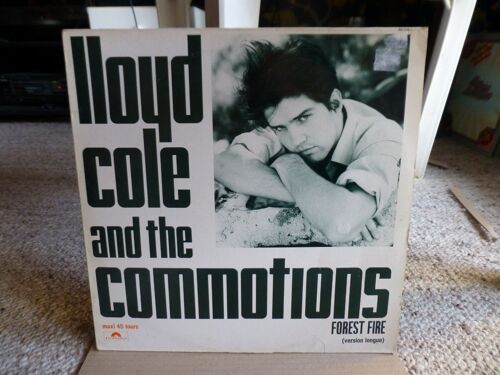 lloyd
cole
and the
commotions
FOREST FIRE
(version longue)
maxi 45 tours